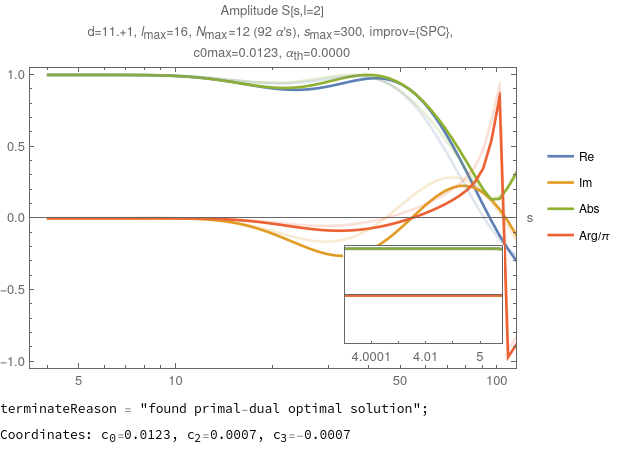 Amplitude S[s,l=2]
d=11.+1, lmax=16, Nmax=12 (92 α's), smax=300, improv={SPC},
c0max=0.0123, αth=0.0000
1.0
0.5
0.0
−0.5
−1.0
s
5
10
50
100
4.0001
4.01
5
Re
Im
Abs
Arg/π
terminateReason = "found primal-dual optimal solution";
Coordinates: c0=0.0123, c2=0.0007, c3=-0.0007